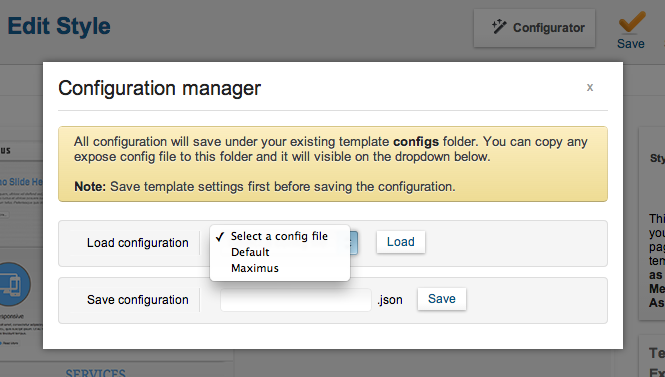 Edit Style
Configurator
Save
Configuration manager
x
All configuration will save under your existing template configs folder. You can copy any
expose config file to this folder and it will visible on the dropdown below.
Note: Save template settings first before saving the configuration.
Load configuration
✓ Select a config file
Default
Maximus
Load
Save configuration
.json
Save
SERVICES